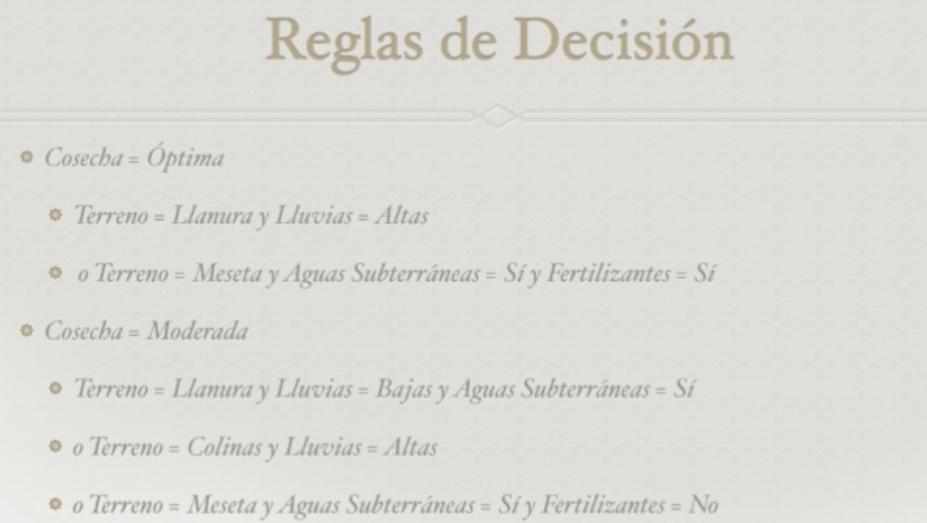 Reglas de Decisión
Cosecha = Óptima
Terreno = Llanura y Lluvias = Altas
o Terreno = Meseta y Aguas Subterráneas = Sí y Fertilizantes = Sí
Cosecha = Moderada
Terreno = Llanura y Lluvias = Bajas y Aguas Subterráneas = Sí
o Terreno = Colinas y Lluvias = Altas
o Terreno = Meseta y Aguas Subterráneas = Sí y Fertilizantes = No